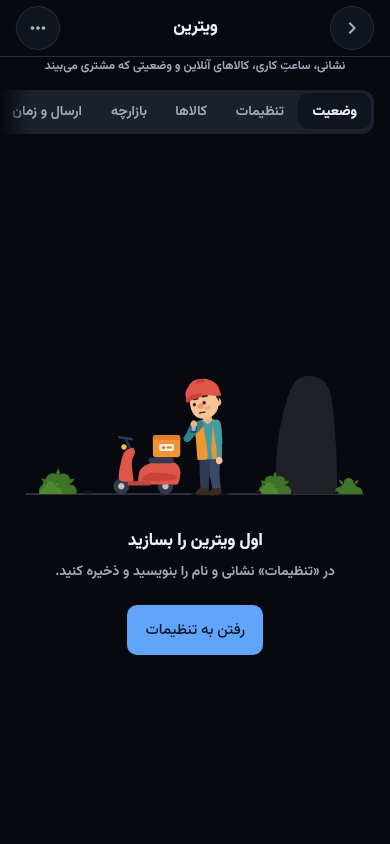 ویترین
نشانی، ساعتِ کاری، کالاهای آنلاین و وضعیتی که مشتری می‌بیند
وضعیت
تنظیمات
کالاها
بازارچه
ارسال و زمان
اول ویترین را بسازید
در «تنظیمات» نشانی و نام را بنویسید و ذخیره کنید.
رفتن به تنظیمات